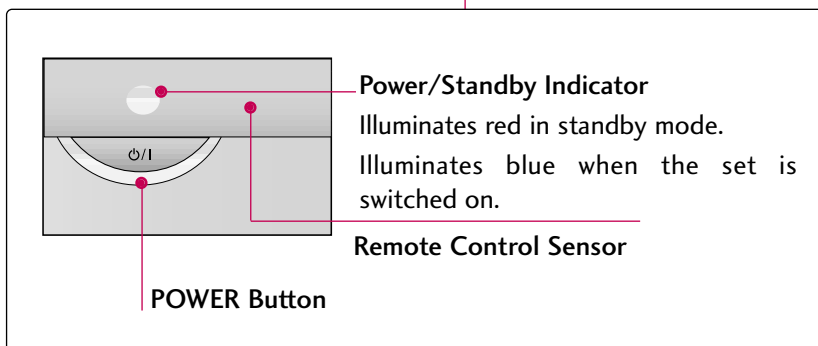 Power/Standby Indicator
Illuminates red in standby mode.
Illuminates blue when the set is
switched on.
Remote Control Sensor
⏻/I
POWER Button